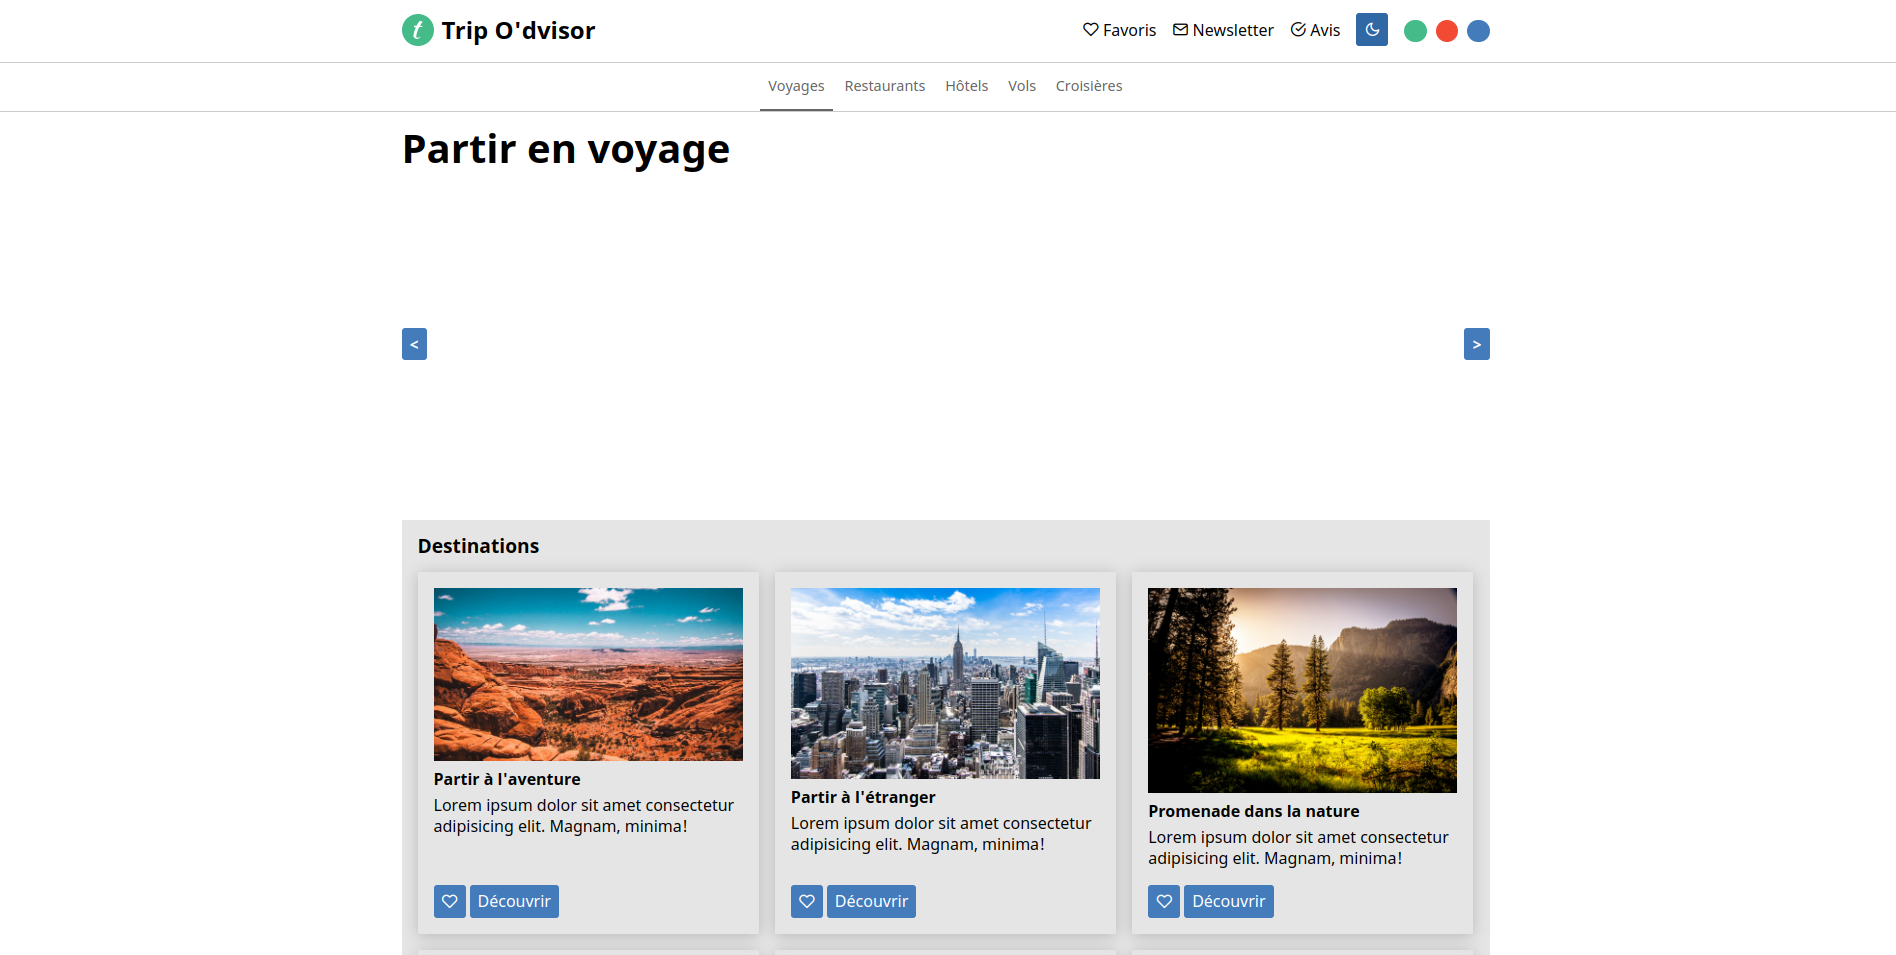 t Trip O'dvisor
Favoris Newsletter Avis
Voyages Restaurants Hôtels Vols Croisières
Partir en voyage
< >
Destinations
Partir à l'aventure
Lorem ipsum dolor sit amet consectetur
adipisicing elit. Magnam, minima!
Découvrir
Partir à l'étranger
Lorem ipsum dolor sit amet consectetur
adipisicing elit. Magnam, minima!
Découvrir
Promenade dans la nature
Lorem ipsum dolor sit amet consectetur
adipisicing elit. Magnam, minima!
Découvrir